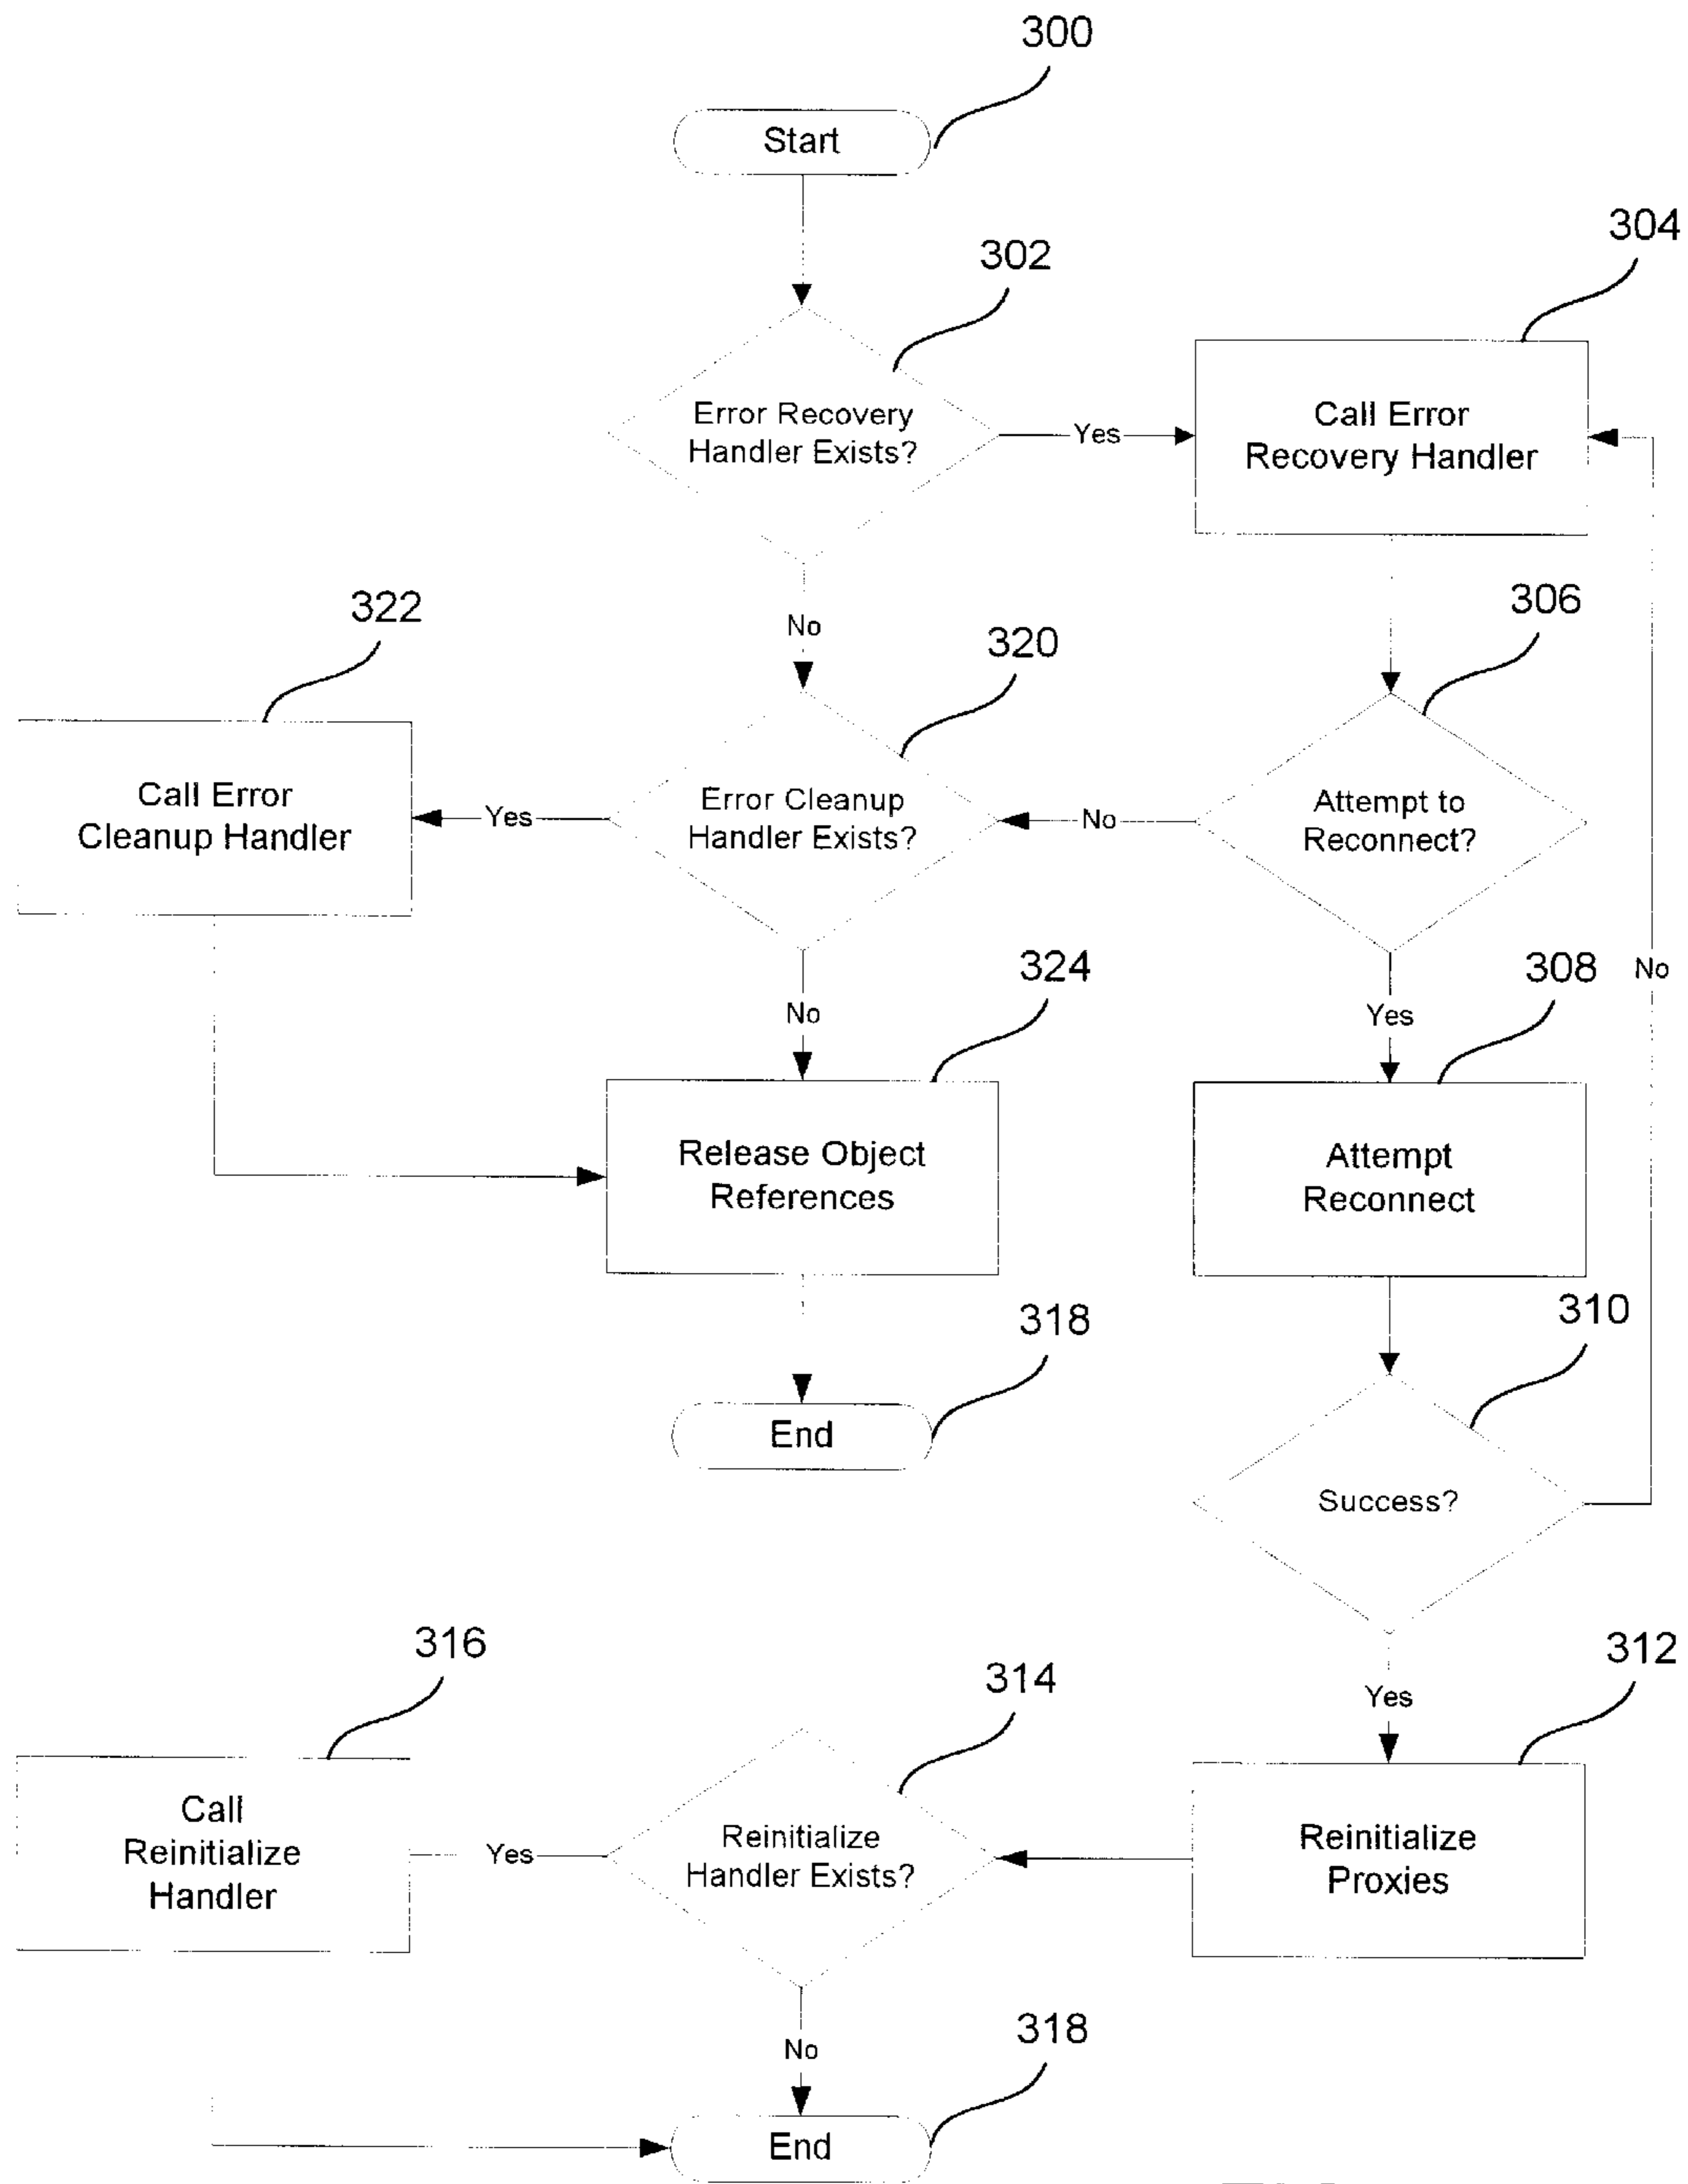 300
Start
302
304
Error Recovery
Handler Exists?
Yes
Call Error
Recovery Handler
No
322
320
306
Call Error
Cleanup Handler
Yes
Error Cleanup
Handler Exists?
No
Attempt to
Reconnect?
No
324
Yes
308
No
Release Object
References
Attempt
Reconnect
318
310
End
Success?
316
314
Yes
312
Call
Reinitialize
Handler
Yes
Reinitialize
Handler Exists?
Reinitialize
Proxies
No
318
End